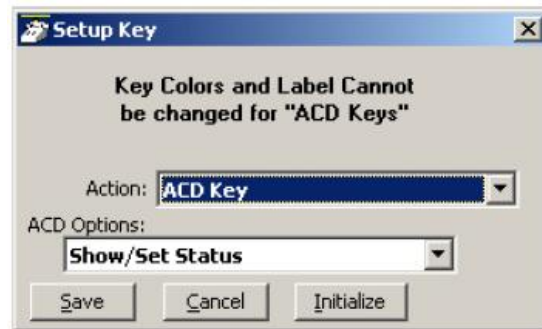 Setup Key
Key Colors and Label Cannot
be changed for "ACD Keys"
Action: ACD Key
ACD Options:
Show/Set Status
Save Cancel Initialize